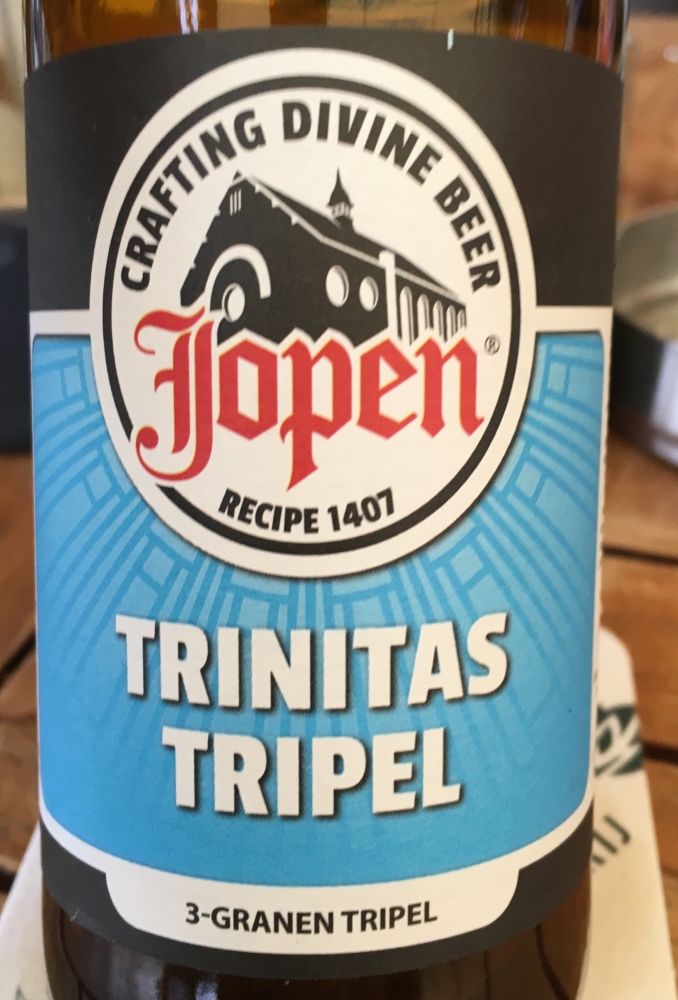 CRAFTING DIVINE BEER
Jopen®
RECIPE 1407
TRINITAS
TRIPEL
3-GRANEN TRIPEL